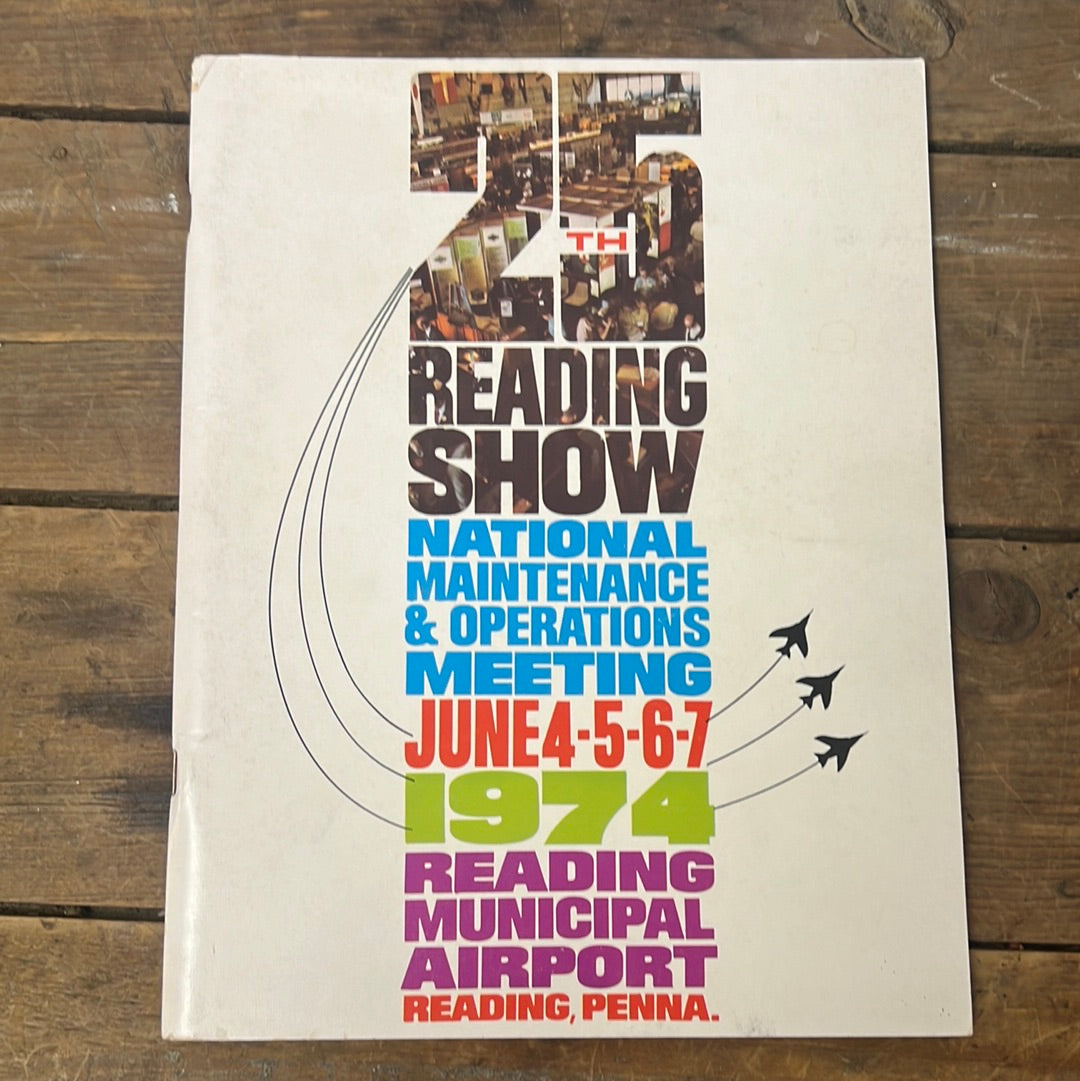 25TH
READING
SHOW
NATIONAL
MAINTENANCE
& OPERATIONS
MEETING
JUNE 4-5-6-7
1974
READING
MUNICIPAL
AIRPORT
READING, PENNA.